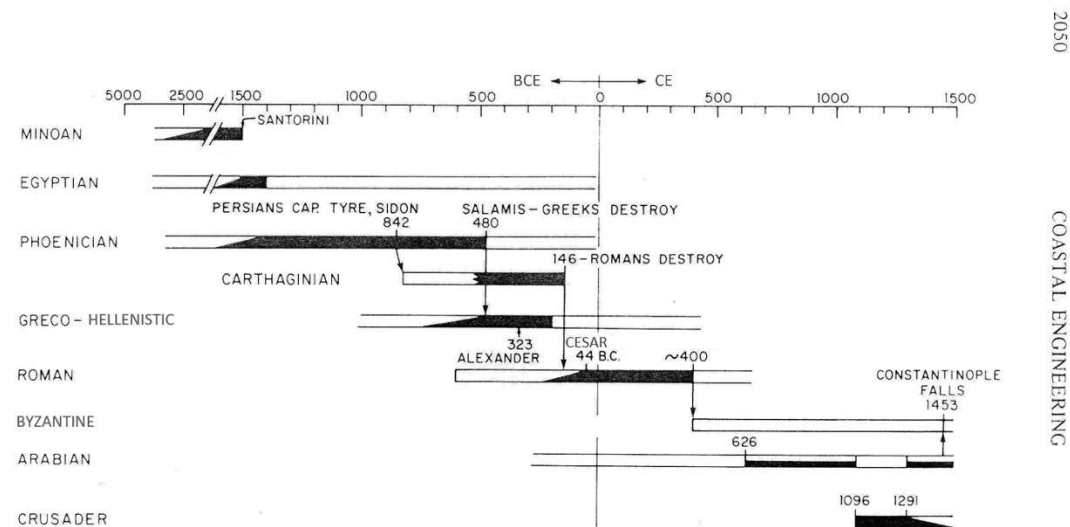 2050
COASTAL ENGINEERING
BCE CE
5000 2500 1500 1000 500 0 500 1000 1500
MINOAN
SANTORINI
EGYPTIAN
PERSIANS CAP. TYRE, SIDON
842
SALAMIS-GREEKS DESTROY
480
PHOENICIAN
146-ROMANS DESTROY
CARTHAGINIAN
GRECO- HELLENISTIC
323
ALEXANDER
CESAR
44 B.C.
~400
ROMAN
CONSTANTINOPLE
FALLS
1453
BYZANTINE
626
ARABIAN
1096 1291
CRUSADER